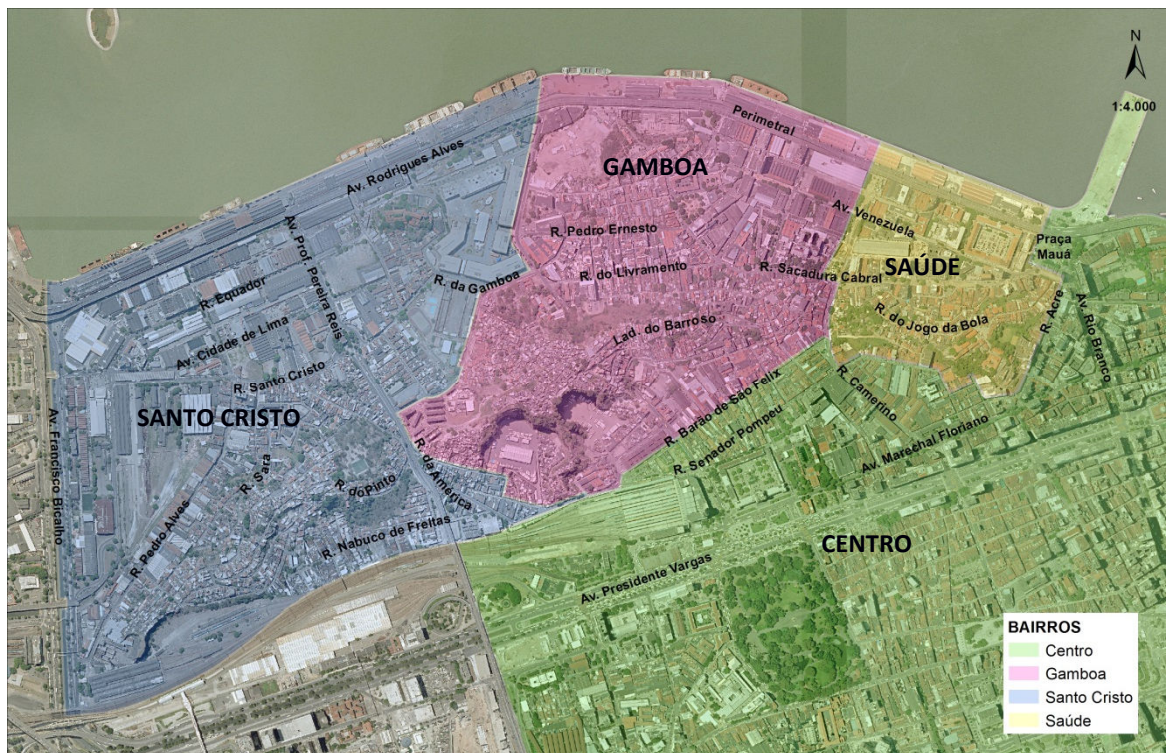 N
1:4.000
Perimetral
Av. Rodrigues Alves
GAMBOA
Av. Venezuela
R. Pedro Ernesto
Praça
Mauá
Av. Prof. Pereira Reis
R. da Gamboa
R. do Livramento
R. Sacadura Cabral
SAÚDE
R. Equador
R. do Jogo da Bola
R. Acre
Av. Rio Branco
Lad. do Barroso
Av. Cidade de Lima
R. Santo Cristo
R. Camerino
SANTO CRISTO
Av. Francisco Bicalho
R. Barão de São Felix
R. Senador Pompeu
Av. Marechal Floriano
R. da América
R. Sara
R. do Pinto
R. Pedro Alves
R. Nabuco de Freitas
CENTRO
Av. Presidente Vargas
BAIRROS
Centro
Gamboa
Santo Cristo
Saúde